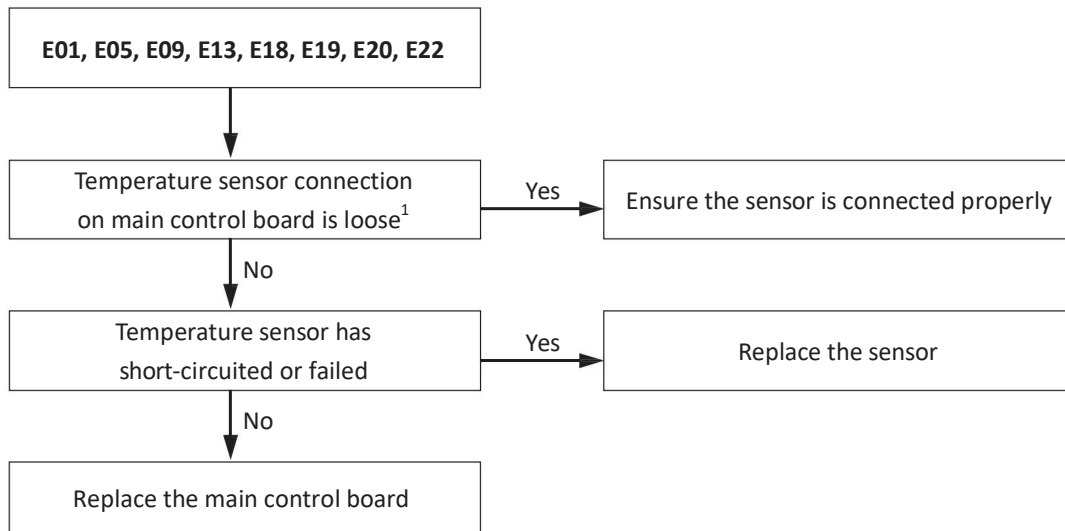 E01, E05, E09, E13, E18, E19, E20, E22
Temperature sensor connection
on main control board is loose¹
Yes
Ensure the sensor is connected properly
No
Temperature sensor has
short-circuited or failed
Yes
Replace the sensor
No
Replace the main control board